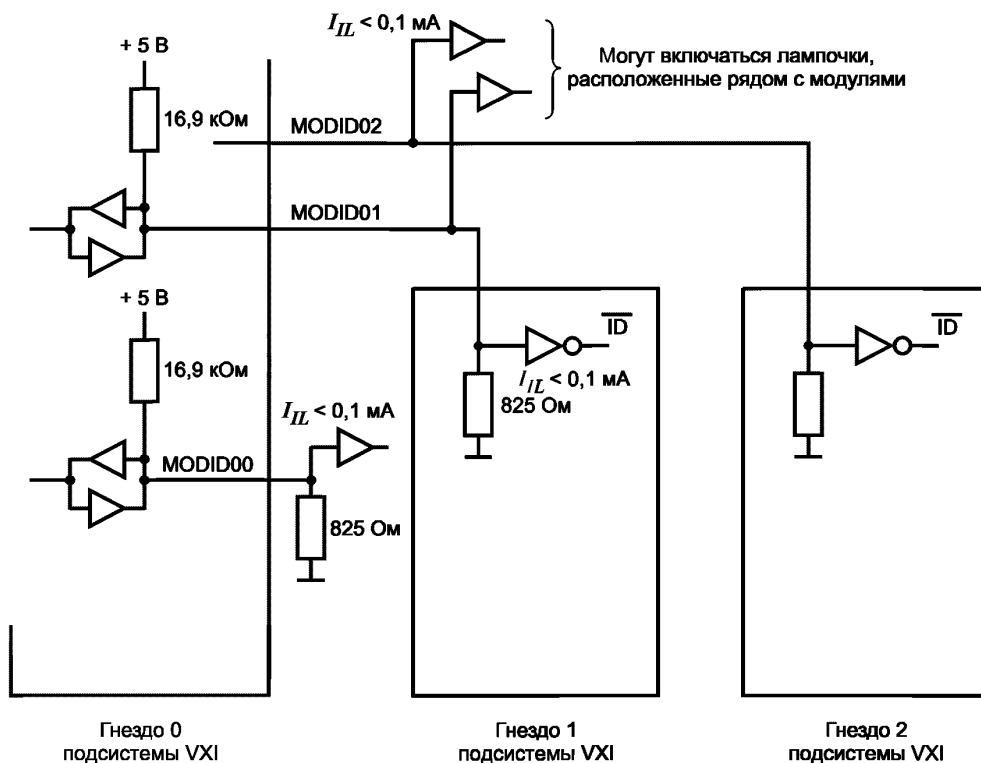 I_IL < 0,1 мА
+ 5 В
Могут включаться лампочки,
расположенные рядом с модулями
16,9 кОм
MODID02
MODID01
+ 5 В
ID
ID
16,9 кОм
I_IL < 0,1 мА
825 Ом
I_IL < 0,1 мА
MODID00
825 Ом
Гнездо 0
подсистемы VXI
Гнездо 1
подсистемы VXI
Гнездо 2
подсистемы VXI